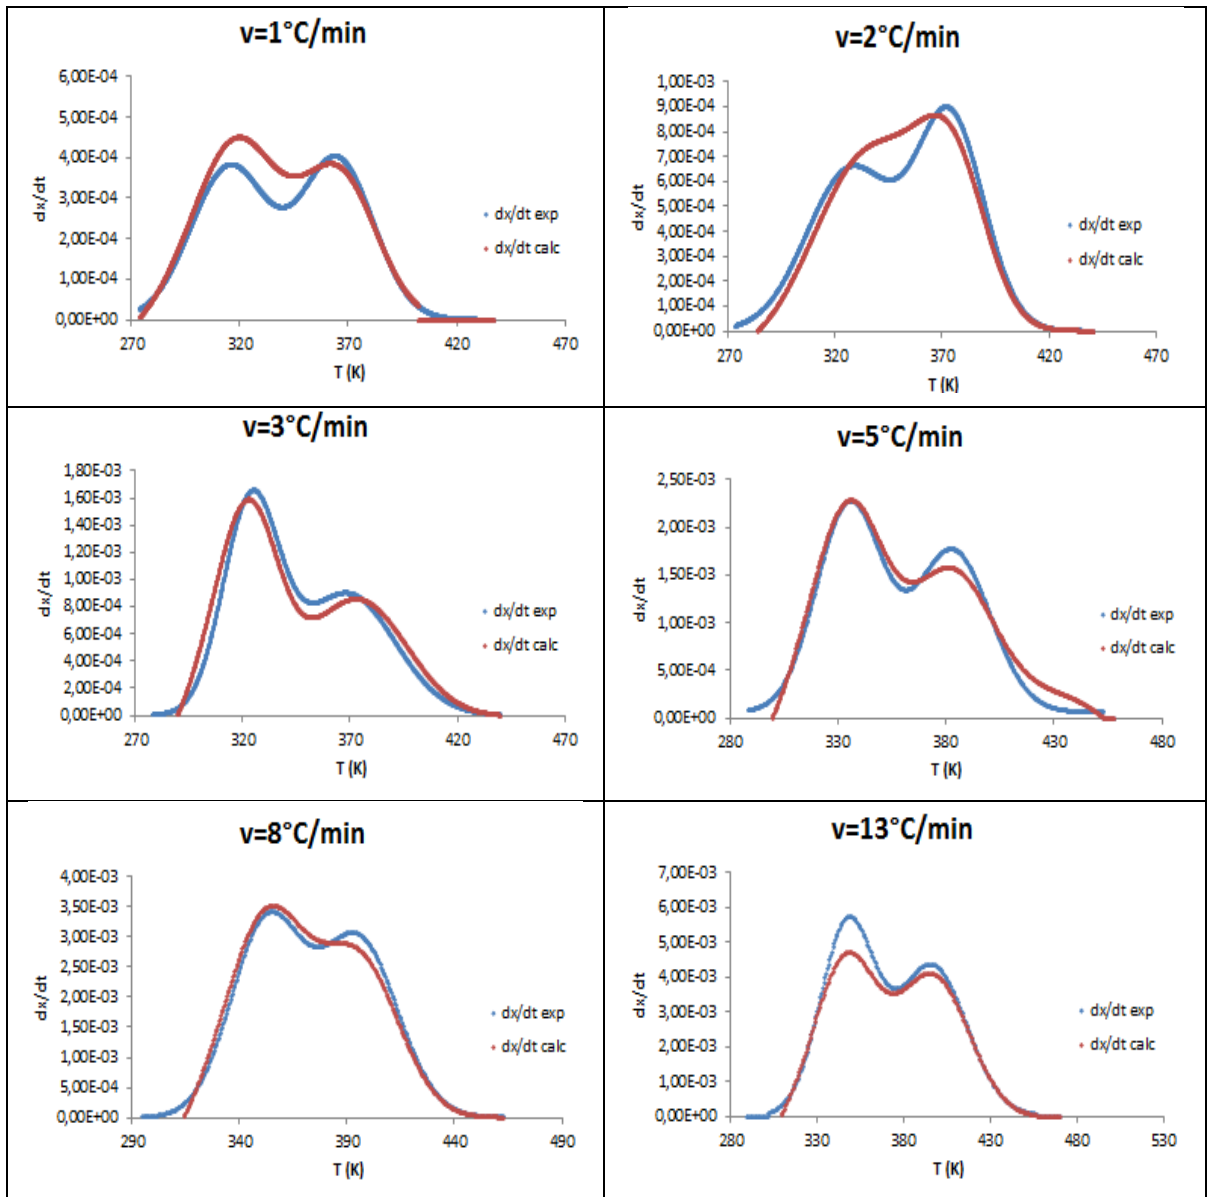 v=1°C/min
6,00E-04
5,00E-04
4,00E-04
3,00E-04
2,00E-04
1,00E-04
0,00E+00
dx/dt
270 320 370 420 470
T (K)
dx/dt exp
dx/dt calc
v=2°C/min
1,00E-03
9,00E-04
8,00E-04
7,00E-04
6,00E-04
5,00E-04
4,00E-04
3,00E-04
2,00E-04
1,00E-04
0,00E+00
dx/dt
270 320 370 420 470
T (K)
dx/dt exp
dx/dt calc
v=3°C/min
1,80E-03
1,60E-03
1,40E-03
1,20E-03
1,00E-03
8,00E-04
6,00E-04
4,00E-04
2,00E-04
0,00E+00
dx/dt
270 320 370 420 470
T (K)
dx/dt exp
dx/dt calc
v=5°C/min
2,50E-03
2,00E-03
1,50E-03
1,00E-03
5,00E-04
0,00E+00
dx/dt
280 330 380 430 480
T (K)
dx/dt exp
dx/dt calc
v=8°C/min
4,00E-03
3,50E-03
3,00E-03
2,50E-03
2,00E-03
1,50E-03
1,00E-03
5,00E-04
0,00E+00
dx/dt
290 340 390 440 490
T (K)
dx/dt exp
dx/dt calc
v=13°C/min
7,00E-03
6,00E-03
5,00E-03
4,00E-03
3,00E-03
2,00E-03
1,00E-03
0,00E+00
dx/dt
280 330 380 430 480 530
T (K)
dx/dt exp
dx/dt calc